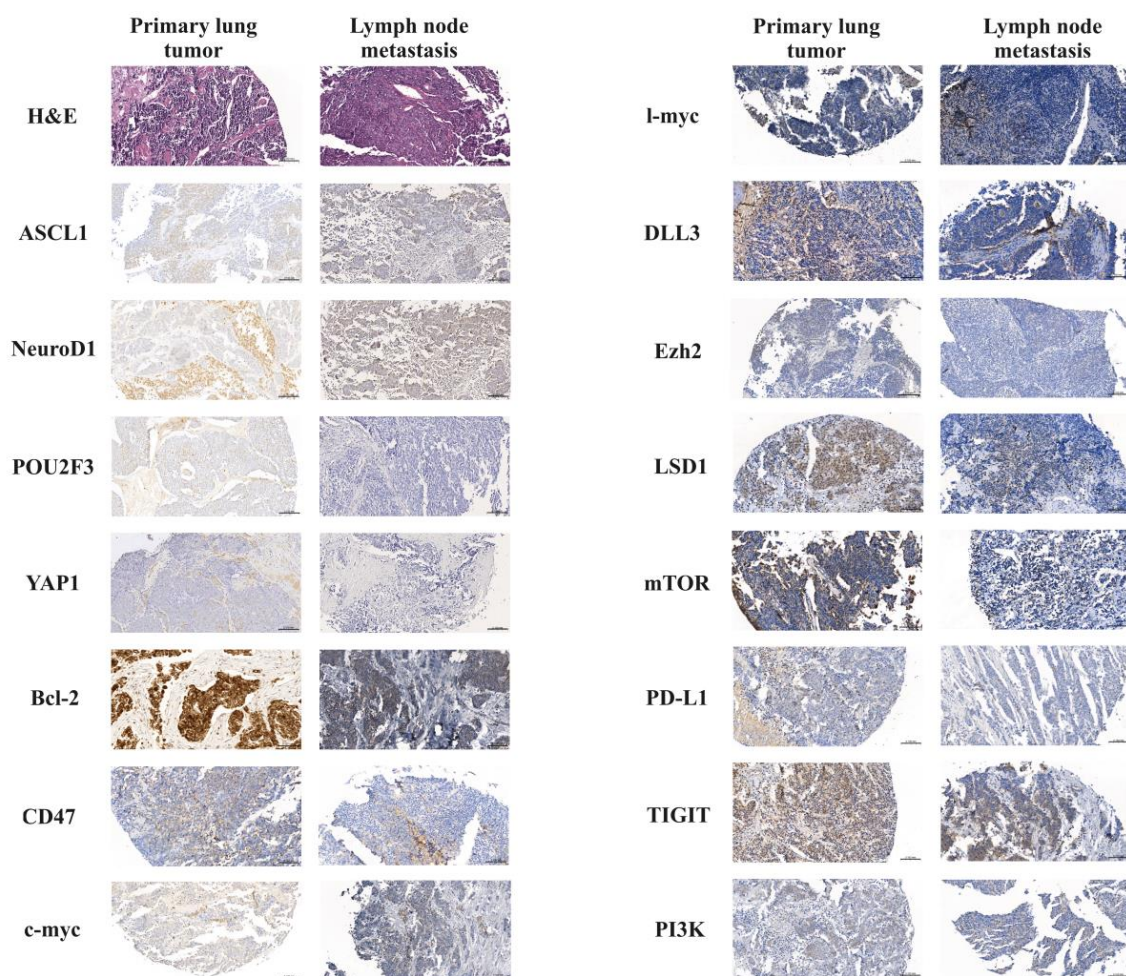 Primary lung
tumor
Lymph node
metastasis
H&E
ASCL1
NeuroD1
POU2F3
YAP1
Bcl-2
CD47
c-myc
Primary lung
tumor
Lymph node
metastasis
l-myc
DLL3
Ezh2
LSD1
mTOR
PD-L1
TIGIT
PI3K